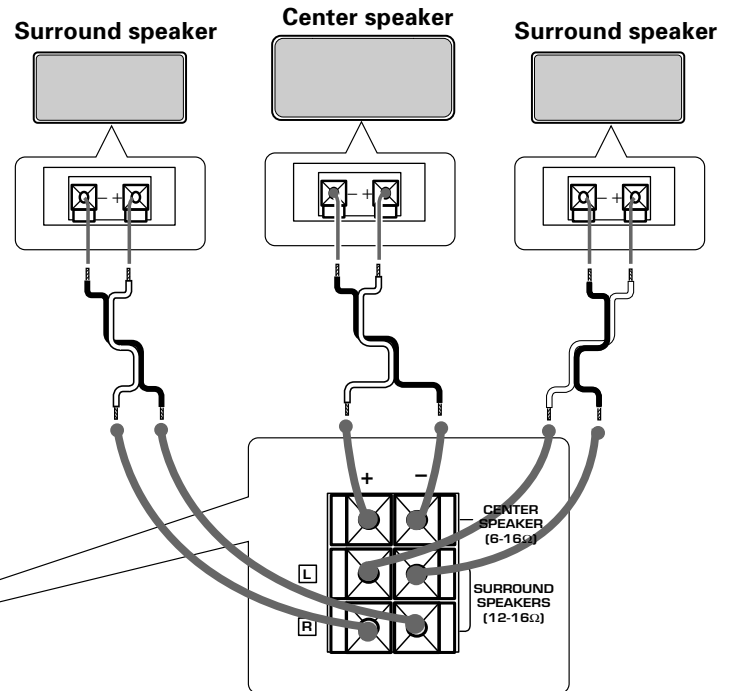 Surround speaker
Center speaker
Surround speaker
- +
- +
- +
+ −
CENTER
SPEAKER
(6-16Ω)
L
SURROUND
SPEAKERS
(12-16Ω)
R